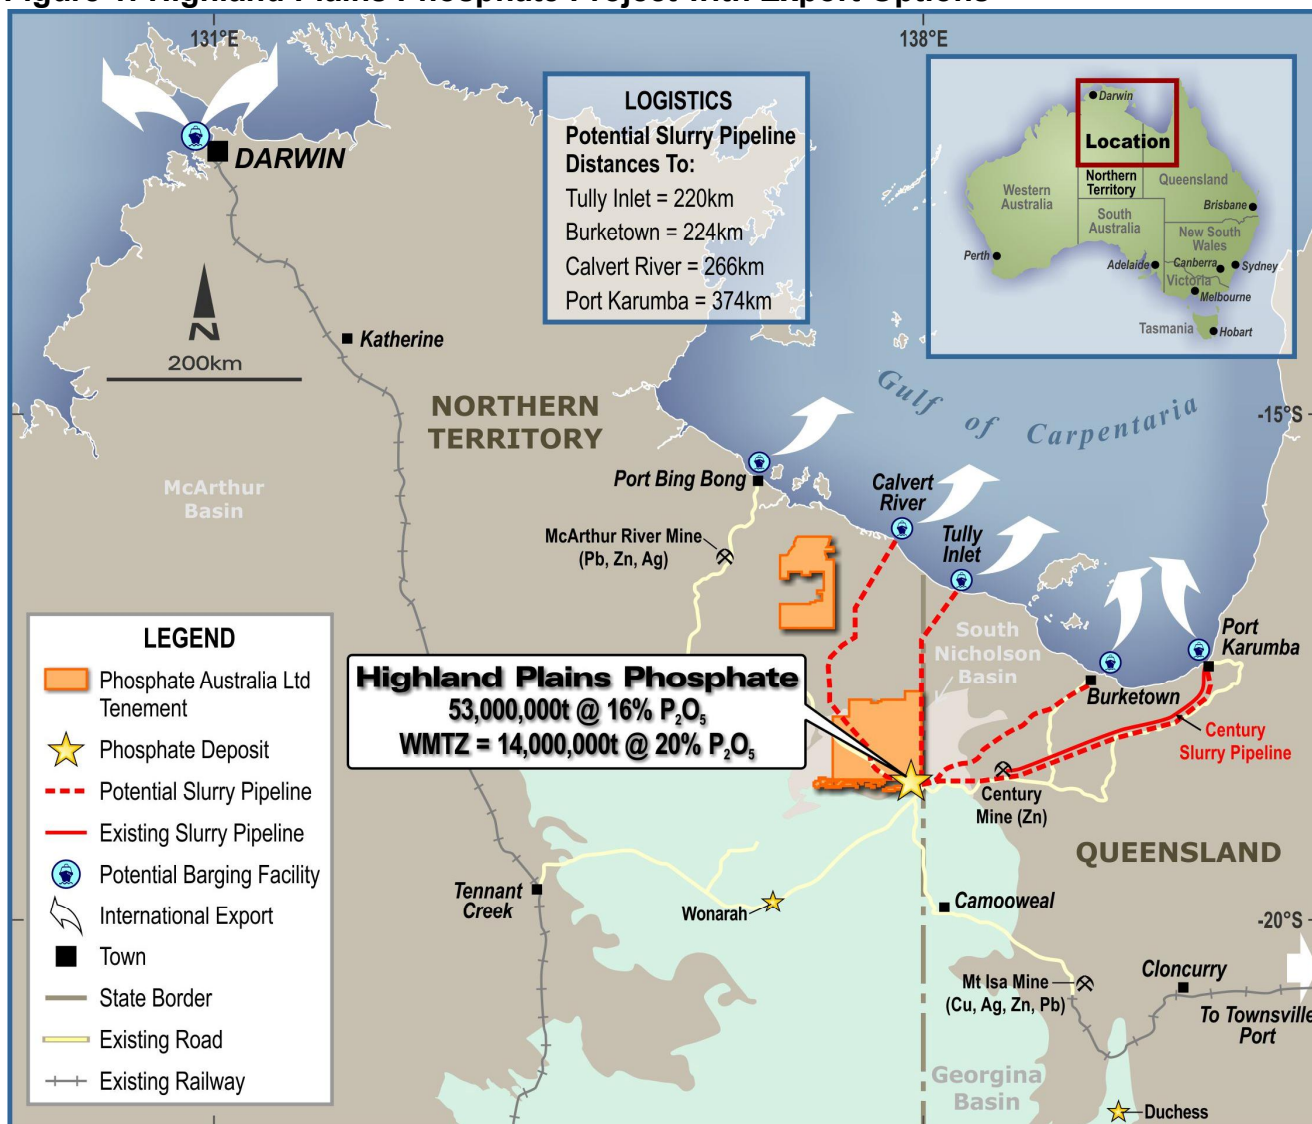 Figure 1: Highland Plains Phosphate Project with Export Options
131°E
138°E
DARWIN
LOGISTICS
Potential Slurry Pipeline
Distances To:
Tully Inlet = 220km
Burketown = 224km
Calvert River = 266km
Port Karumba = 374km
Darwin
Location
Northern
Territory
Western
Australia
Queensland
South
Australia
Brisbane
New South
Wales
Perth
Adelaide
Canberra
Sydney
Victoria
Melbourne
Tasmania
Hobart
N
200km
Katherine
NORTHERN
TERRITORY
Gulf of Carpentaria
-15°S
McArthur
Basin
Port Bing Bong
Calvert
River
McArthur River Mine
(Pb, Zn, Ag)
Tully
Inlet
South
Nicholson
Basin
Port
Karumba
Burketown
Century
Slurry Pipeline
Highland Plains Phosphate
53,000,000t @ 16% P₂O₅
WMTZ = 14,000,000t @ 20% P₂O₅
Century
Mine (Zn)
QUEENSLAND
LEGEND
Phosphate Australia Ltd
Tenement
Phosphate Deposit
Potential Slurry Pipeline
Existing Slurry Pipeline
Potential Barging Facility
International Export
Town
State Border
Existing Road
Existing Railway
Tennant
Creek
Wonarah
Camooweal
-20°S
Mt Isa Mine
(Cu, Ag, Zn, Pb)
Cloncurry
To Townsville
Port
Georgina
Basin
Duchess